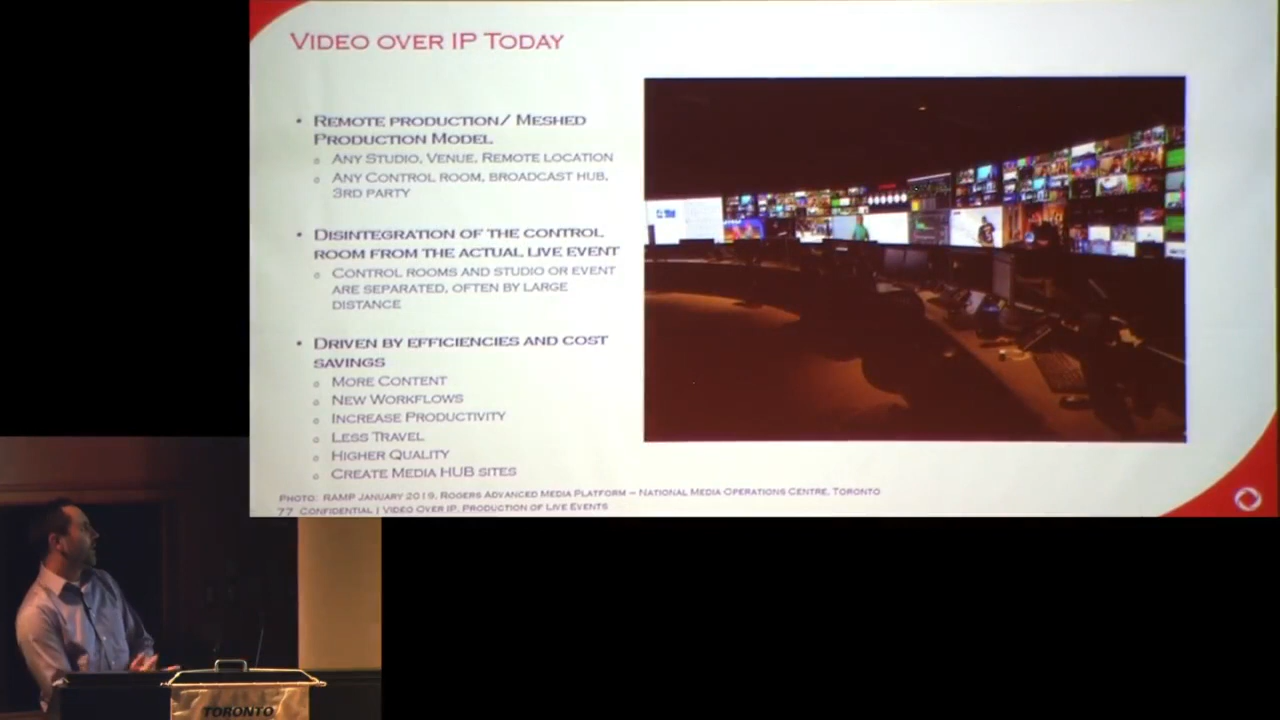 VIDEO OVER IP TODAY
• REMOTE PRODUCTION/ MESHED
PRODUCTION MODEL
o ANY STUDIO, VENUE, REMOTE LOCATION
o ANY CONTROL ROOM, BROADCAST HUB,
3RD PARTY
• DISINTEGRATION OF THE CONTROL
ROOM FROM THE ACTUAL LIVE EVENT
o CONTROL ROOMS AND STUDIO OR EVENT
ARE SEPARATED, OFTEN BY LARGE
DISTANCE
• DRIVEN BY EFFICIENCIES AND COST
SAVINGS
o MORE CONTENT
o NEW WORKFLOWS
o INCREASE PRODUCTIVITY
o LESS TRAVEL
o HIGHER QUALITY
o CREATE MEDIA HUB SITES
PHOTO: RAMP JANUARY 2019, ROGERS ADVANCED MEDIA PLATFORM – NATIONAL MEDIA OPERATIONS CENTRE, TORONTO
77 CONFIDENTIAL | VIDEO OVER IP, PRODUCTION OF LIVE EVENTS
TORONTO